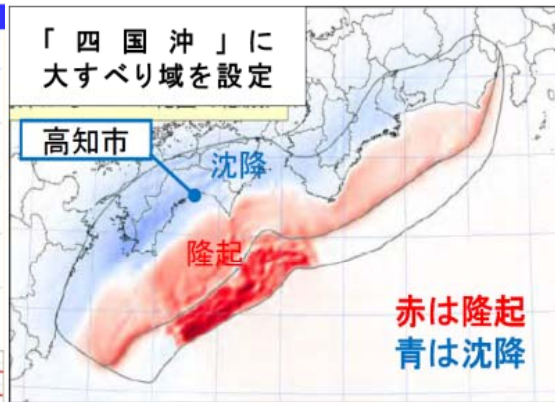 「四国沖」に
大すべり域を設定
高知市
沈降
隆起
赤は隆起
青は沈降